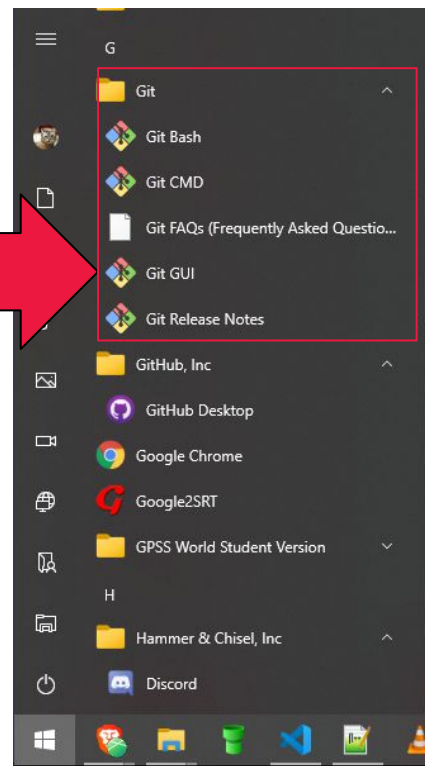 G
Git
Git Bash
Git CMD
Git FAQs (Frequently Asked Questio...
Git GUI
Git Release Notes
GitHub, Inc
GitHub Desktop
Google Chrome
Google2SRT
GPSS World Student Version
H
Hammer & Chisel, Inc
Discord